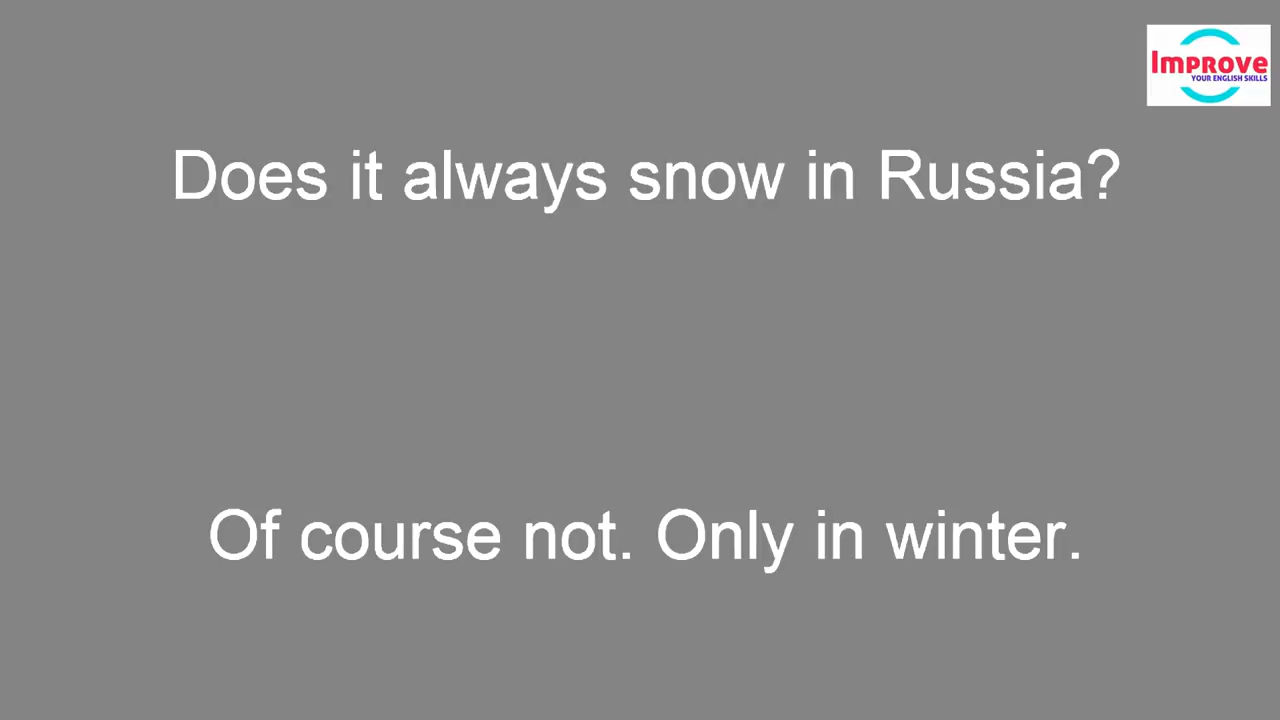 Improve
YOUR ENGLISH SKILLS
Does it always snow in Russia?
Of course not. Only in winter.